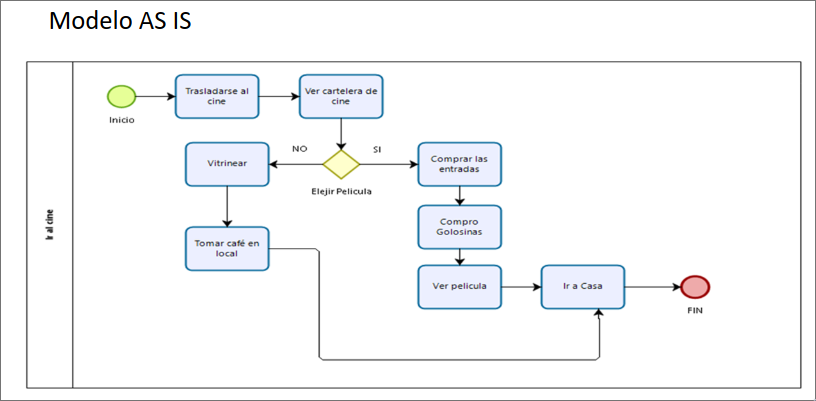 Modelo AS IS
Ir al cine
Inicio
Trasladarse al
cine
Ver cartelera de
cine
NO
SI
Elejir Pelicula
Vitrinear
Tomar café en
local
Comprar las
entradas
Compro
Golosinas
Ver pelicula
Ir a Casa
FIN